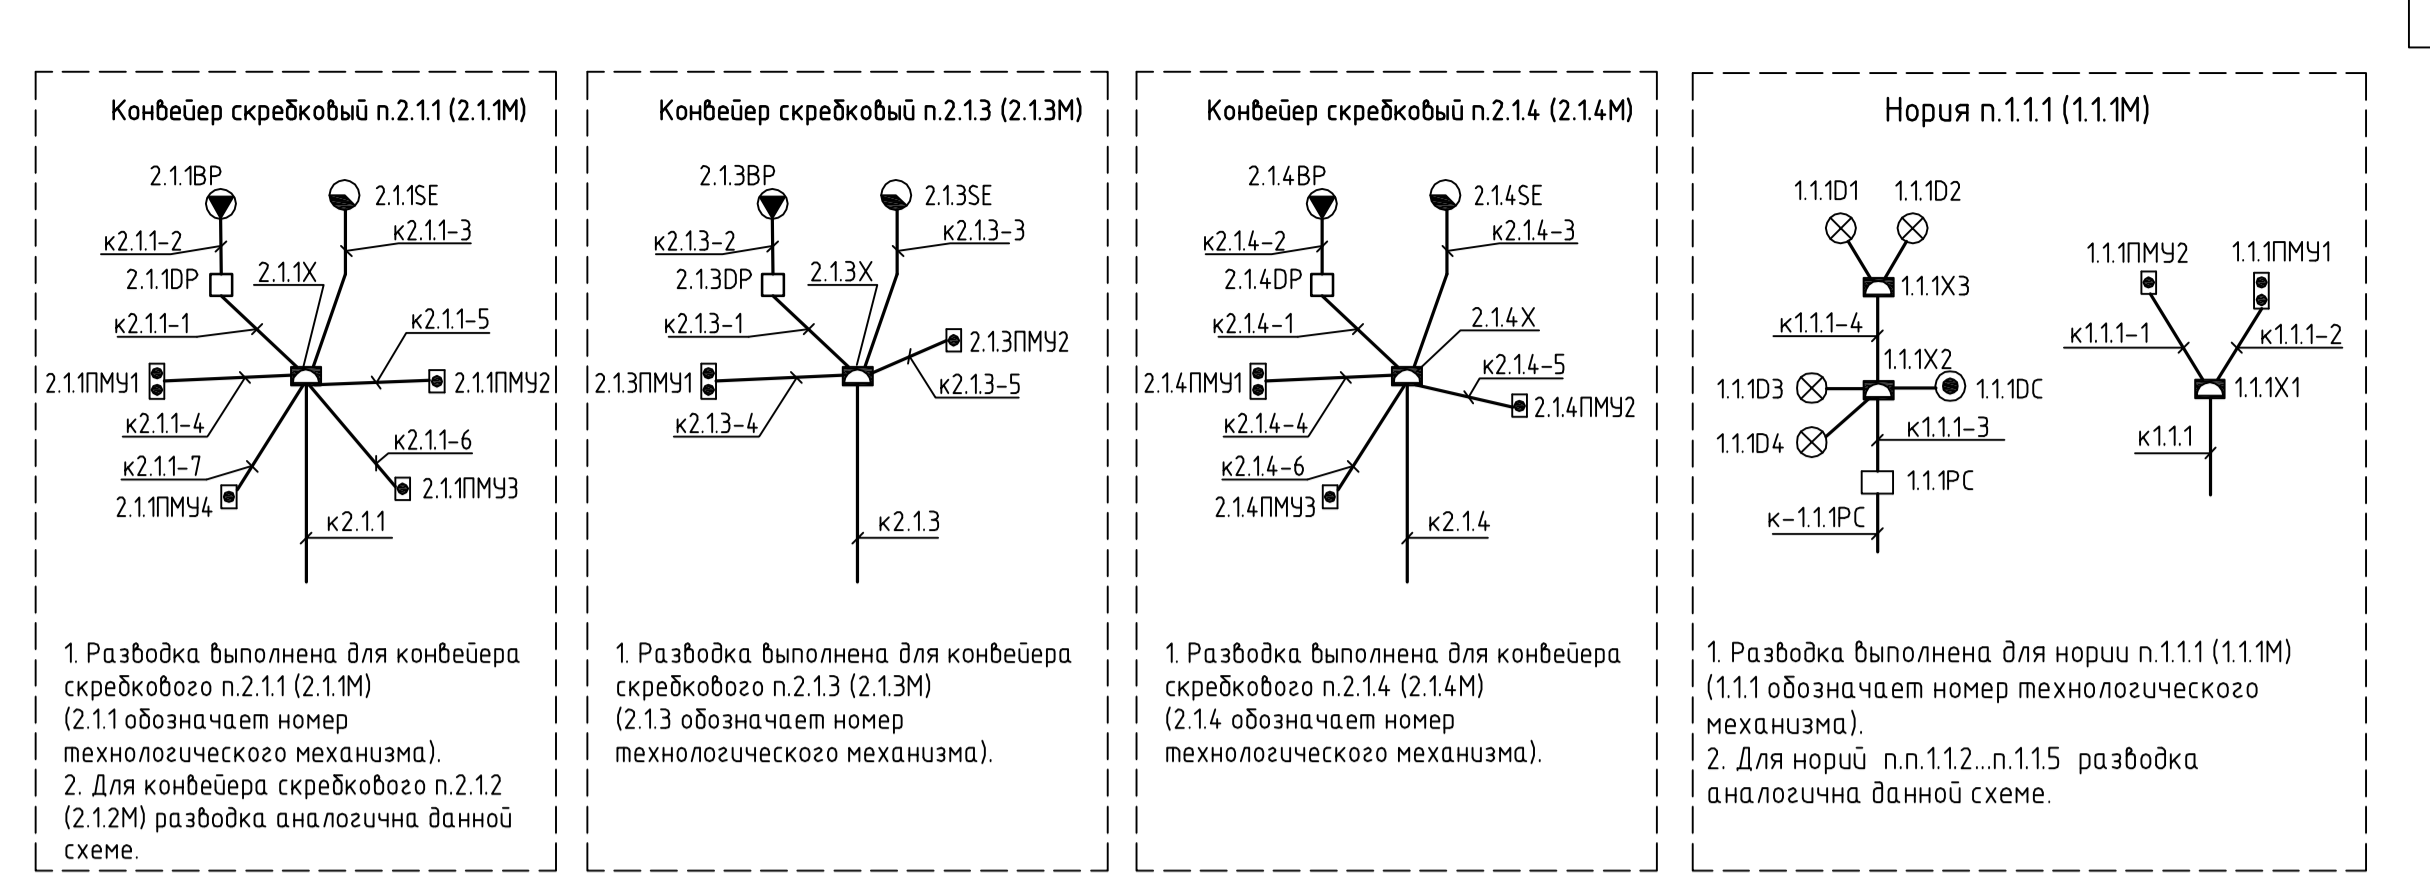 Конвейер скребковый п.2.1.1 (2.1.1М)
2.1.1BP
2.1.1SE
к2.1.1-2
к2.1.1-3
2.1.1DP
2.1.1X
к2.1.1-1
к2.1.1-5
2.1.1ПМУ1
2.1.1ПМУ2
к2.1.1-4
к2.1.1-6
к2.1.1-7
2.1.1ПМУ3
2.1.1ПМУ4
к2.1.1
1. Разводка выполнена для конвейера
скребкового п.2.1.1 (2.1.1М)
(2.1.1 обозначает номер
технологического механизма).
2. Для конвейера скребкового п.2.1.2
(2.1.2М) разводка аналогична данной
схеме.
Конвейер скребковый п.2.1.3 (2.1.3М)
2.1.3BP
2.1.3SE
к2.1.3-2
к2.1.3-3
2.1.3DP
2.1.3X
к2.1.3-1
2.1.3ПМУ2
2.1.3ПМУ1
к2.1.3-5
к2.1.3-4
к2.1.3
1. Разводка выполнена для конвейера
скребкового п.2.1.3 (2.1.3М)
(2.1.3 обозначает номер
технологического механизма).
Конвейер скребковый п.2.1.4 (2.1.4М)
2.1.4BP
2.1.4SE
к2.1.4-2
к2.1.4-3
2.1.4DP
2.1.4X
к2.1.4-1
к2.1.4-5
2.1.4ПМУ1
2.1.4ПМУ2
к2.1.4-4
к2.1.4-6
2.1.4ПМУ3
к2.1.4
1. Разводка выполнена для конвейера
скребкового п.2.1.4 (2.1.4М)
(2.1.4 обозначает номер
технологического механизма).
Нория п.1.1.1 (1.1.1М)
1.1.1D1
1.1.1D2
1.1.1ПМУ2
1.1.1ПМУ1
1.1.1X3
к1.1.1-4
к1.1.1-1
к1.1.1-2
1.1.1X2
1.1.1D3
1.1.1DC
1.1.1X1
1.1.1D4
к1.1.1-3
к1.1.1
1.1.1PC
к-1.1.1PC
1. Разводка выполнена для нории п.1.1.1 (1.1.1М)
(1.1.1 обозначает номер технологического
механизма).
2. Для норий п.п.1.1.2...п.1.1.5 разводка
аналогична данной схеме.